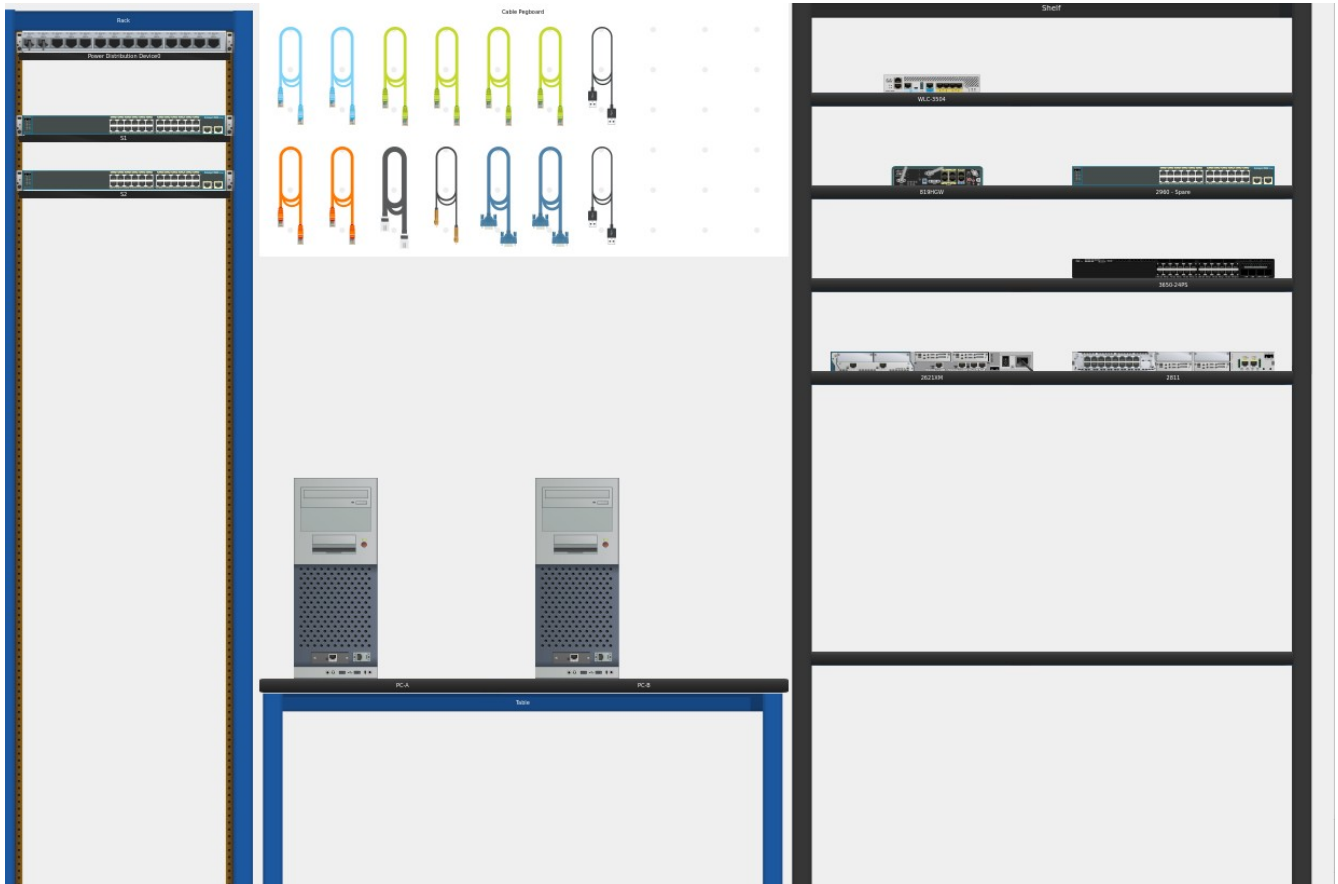 Rack
Power Distribution Device0
S1
S2
Cable Pegboard
PC-A
PC-B
Table
Shelf
WLC-3504
819HGW
2960 - Spare
3650-24PS
2621XM
2811